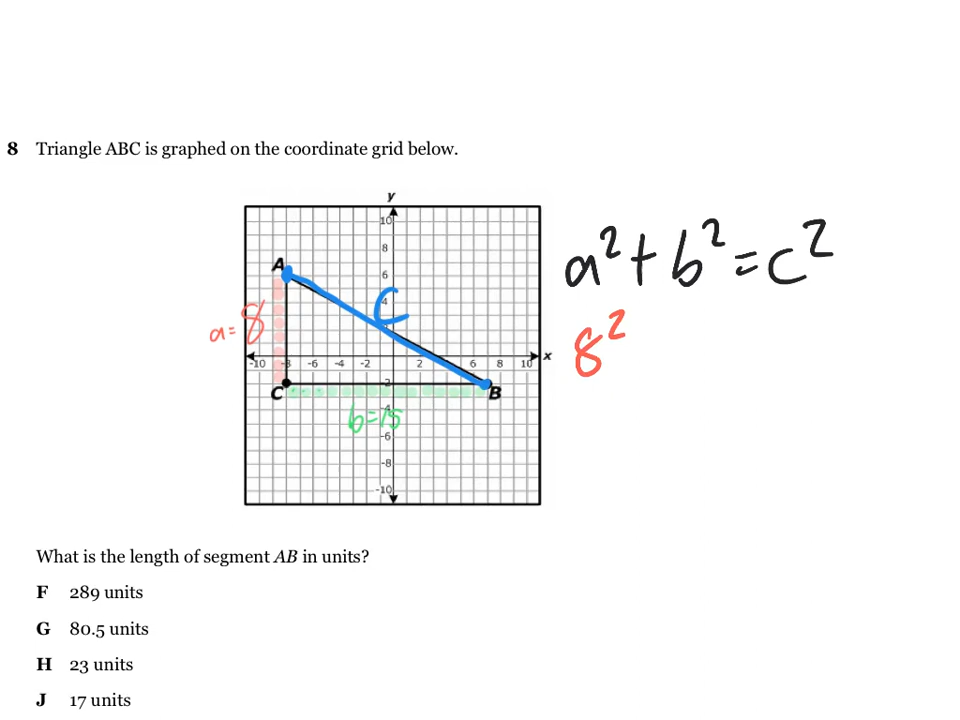 8 Triangle ABC is graphed on the coordinate grid below.
y
10
8
A
6
4
C
a=8
2
-10 -8 -6 -4 -2 2 6 8 10 x
-2
C B
-4
b=15
-6
-8
-10
a²+b²=c²
8²
What is the length of segment AB in units?
F 289 units
G 80.5 units
H 23 units
J 17 units